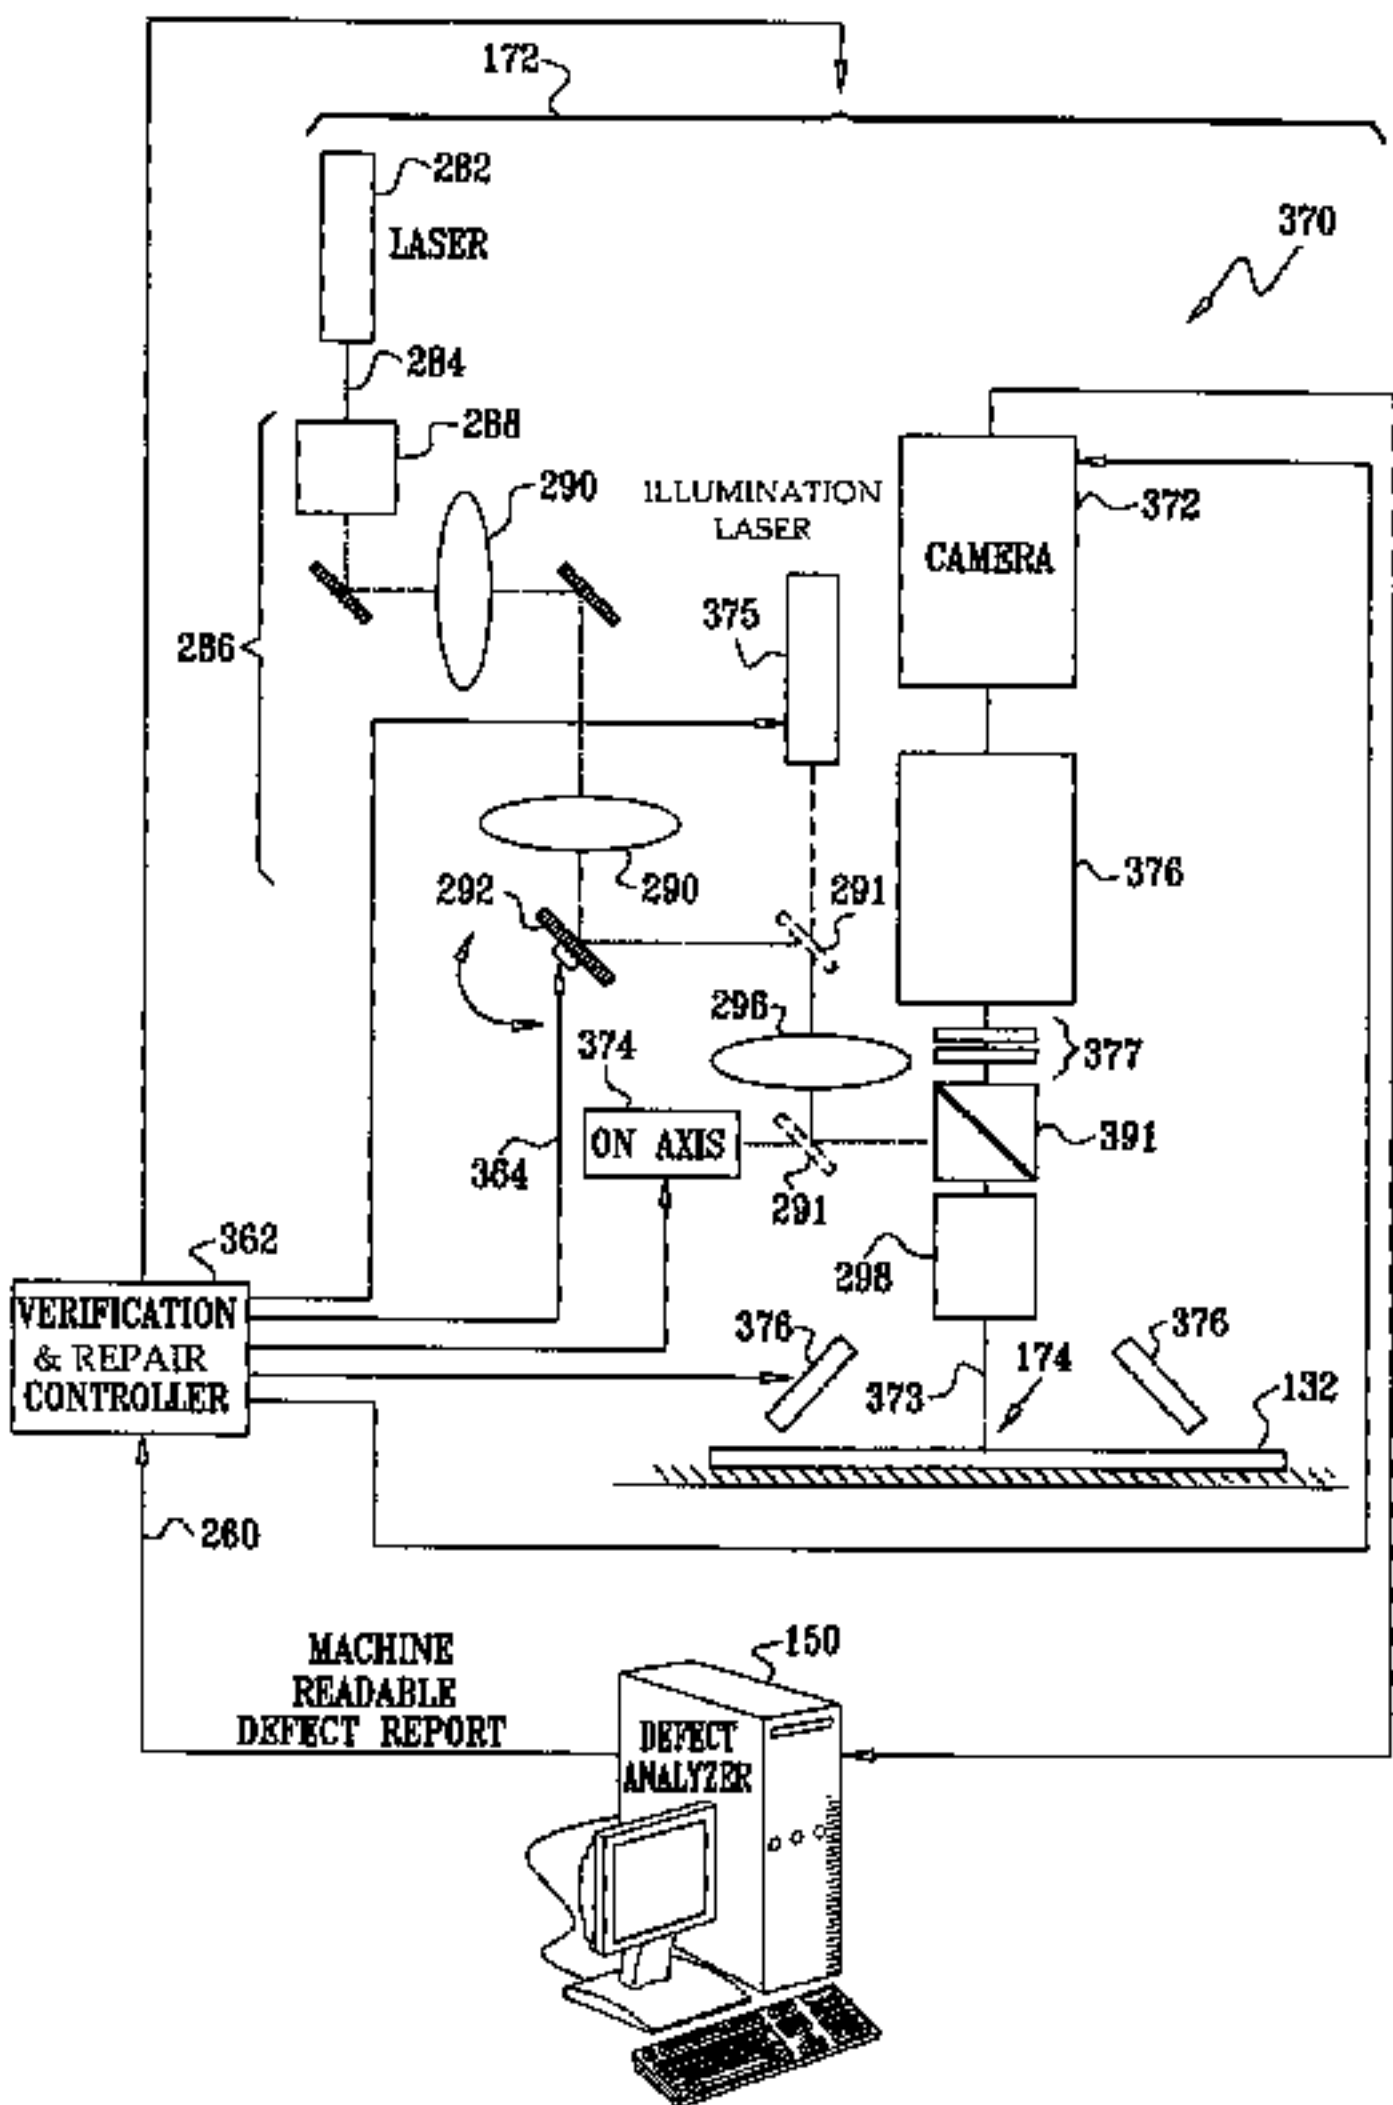 172
282
LASER
370
284
288
290
ILLUMINATION
LASER
372
CAMERA
375
286
376
290
292
291
296
377
374
391
ON AXIS
364
291
362
298
VERIFICATION
& REPAIR
CONTROLLER
376
376
174
373
132
260
150
MACHINE
READABLE
DEFECT REPORT
DEFECT
ANALYZER